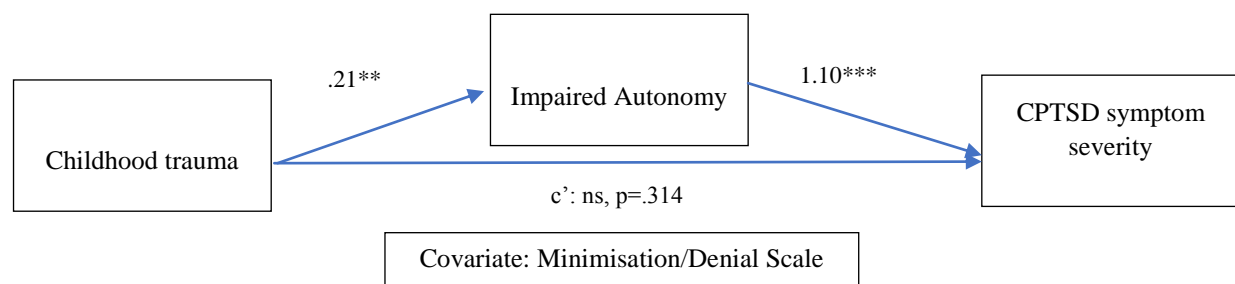 .21**
Impaired Autonomy
1.10***
CPTSD symptom
severity
Childhood trauma
c’: ns, p=.314
Covariate: Minimisation/Denial Scale